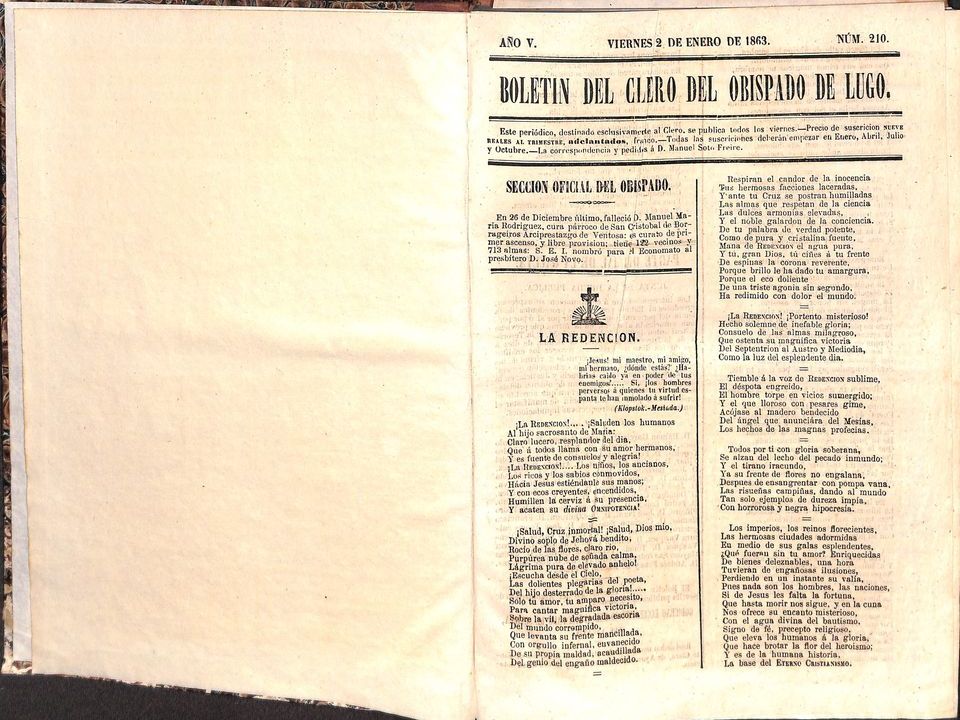 AÑO V. VIERNES 2 DE ENERO DE 1863. NÚM. 210.
BOLETIN DEL CLERO DEL OBISPADO DE LUGO.
Este periódico, destinado esclusivamente al Clero, se publica todos los viernes.—Precio de suscricion NUEVE
REALES AL TRIMESTRE, adelantados, franco.—Todas las suscriciones deberán empezar en Enero, Abril, Julio
y Octubre.—La correspondencia y pedidos á D. Manuel Soto Freire.
SECCION OFICIAL DEL OBISPADO.
En 26 de Diciembre último, falleció D. Manuel Ma-
ria Rodriguez, cura párroco de San Cristobal de Bor-
rageiros Arciprestazgo de Ventosa: es curato de pri-
mer ascenso, y libre provision; tiene 122 vecinos y
713 almas: S. E. I. nombró para el Economato al
presbítero D. José Novo.
LA REDENCION.
¡Jesus! mi maestro, mi amigo,
mi hermano, ¿dónde estás? ¡Ha-
brias caido ya en poder de tus
enemigos!..... Si, ¡los hombres
perversos á quienes tu virtud es-
panta te han inmolado à sufrir!
(Klopstok.-Mesiada.)
¡LA REDENCION!.... ¡Saluden los humanos
Al hijo sacrosanto de Maria:
Claro lucero, resplandor del dia,
Que á todos llama con su amor hermanos,
Y es fuente de consuelos y alegria!
¡LA REDENCION!.... Los niños, los ancianos,
Los ricos y los sabios conmovidos,
Hácia Jesus estiéndanle sus manos;
Y con ecos creyentes, encendidos,
Humillen la cerviz á su presencia,
Y acaten su divina OMNIPOTENCIA!
¡Salud, Cruz inmortal! ¡Salud, Dios mio,
Divino soplo de Jehová bendito,
Rocío de las flores, claro rio,
Purpúrea nube de soñada calma,
Lágrima pura de elevado anhelo!
¡Escucha desde el Cielo,
Las dolientes plegarias del poeta,
Del hijo desterrado de la gloria!.....
Sólo tu amor, tu amparo necesito,
Para cantar magnifica victoria,
Sobre la vil, la degradada escoria
Del mundo corrompido,
Que levanta su frente mancillada,
Con orgullo infernal, envanecido
De su propia maldad, acaudillada
Del genio del engaño maldecido.
Respiran el candor de la inocencia
Tus hermosas facciones laceradas,
Y ante tu Cruz se postran humilladas
Las almas que respetan de la ciencia
Las dulces armonías elevadas,
Y el noble galardon de la conciencia.
De tu palabra de verdad potente,
Como de pura y cristalina fuente,
Mana de REDENCION el agua pura,
Y tú, gran Dios, tú ciñes á tu frente
De espinas la corona reverente,
Porque brillo le ha dado tu amargura,
Porque el eco doliente
De una triste agonia sin segundo,
Ha redimido con dolor el mundo.
¡LA REDENCION! ¡Portento misterioso!
Hecho solemne de inefable gloria;
Consuelo de las almas milagroso,
Que ostenta su magnifica victoria
Del Septentrion al Austro y Mediodia,
Como la luz del esplendente dia.
Tiemble á la voz de REDENCION sublime,
El déspota engreido,
El hombre torpe en vicios sumergido;
Y el que lloroso con pesares gime,
Acójase al madero bendecido
Del ángel que anunciára del Mesías,
Los hechos de las magnas profecias.
Todos por ti con gloria soberana,
Se alzan del lecho del pecado inmundo;
Y el tirano iracundo,
Ya su frente de flores no engalana,
Despues de ensangrentar con pompa vana,
Las risueñas campiñas, dando al mundo
Tan solo ejemplos de dureza impía,
Con horrorosa y negra hipocresia.
Los imperios, los reinos florecientes,
Las hermosas ciudades adormidas
En medio de sus galas esplendentes,
¿Qué fueran sin tu amor? Enriquecidas
De bienes deleznables, una hora
Tuvieran de engañosas ilusiones,
Perdiendo en un instante su valía,
Pues nada son los hombres, las naciones,
Si de Jesus les falta la fortuna,
Que hasta morir nos sigue, y en la cuna
Nos ofrece su encanto misterioso,
Con el agua divina del bautismo,
Signo de fé, precepto religioso,
Que eleva los humanos á la gloria,
Que hace brotar la flor del heroismo;
Y es de la humana historia,
La base del ETERNO CRISTIANISMO.